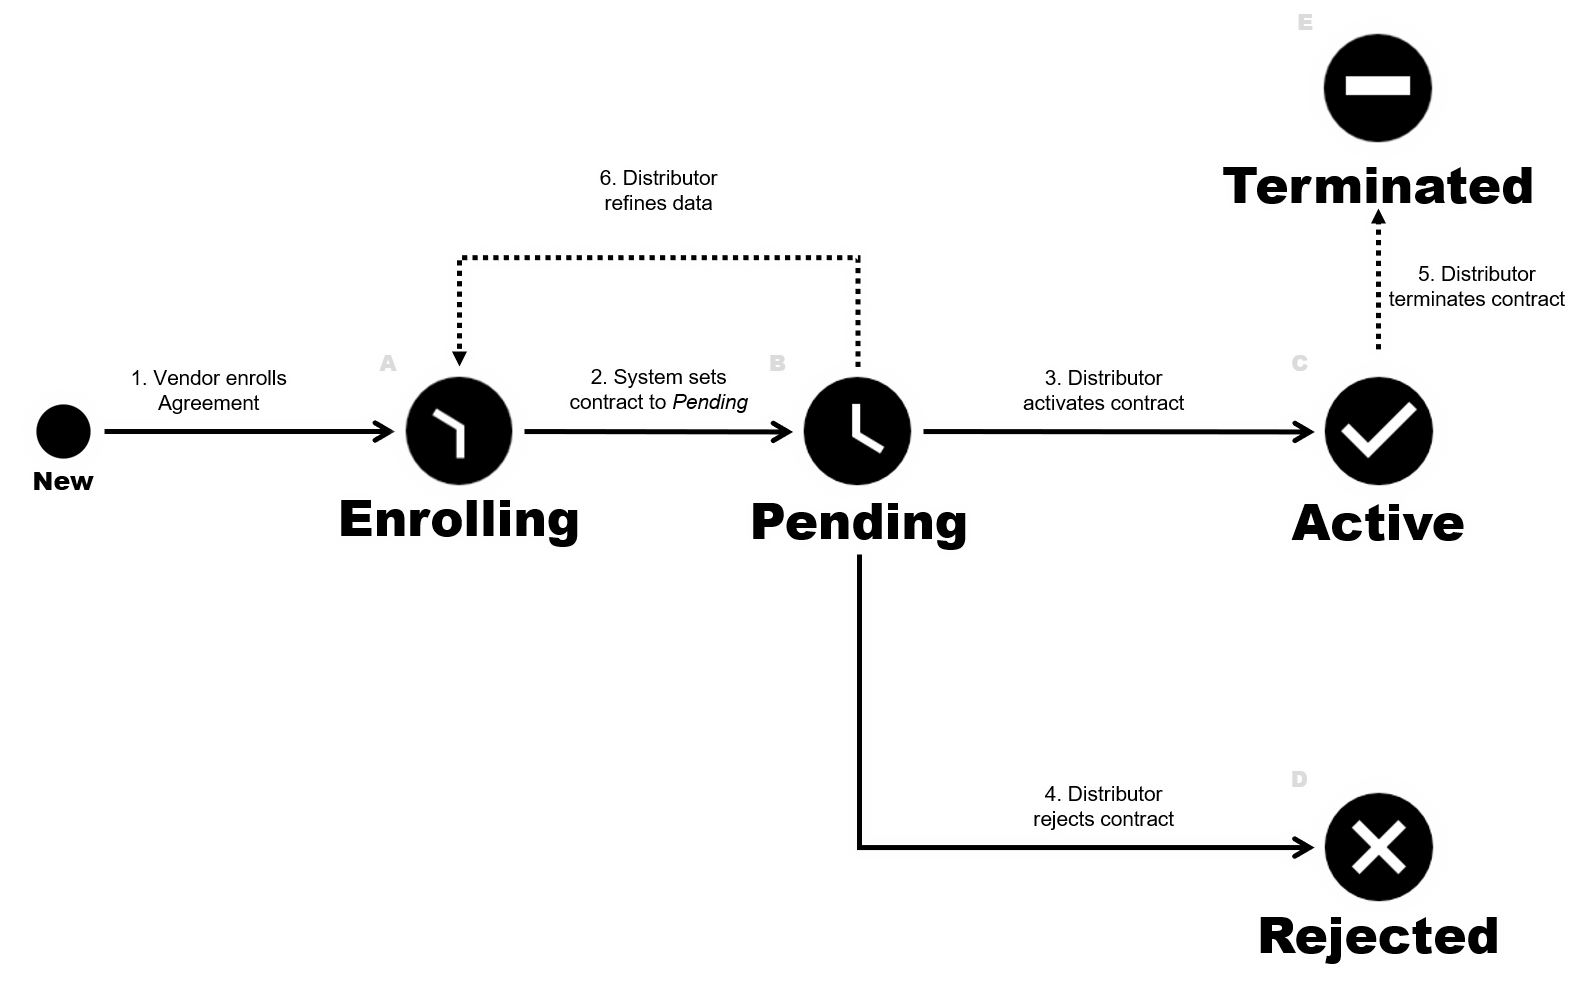 E
Terminated
6. Distributor
refines data
5. Distributor
terminates contract
A
B
C
1. Vendor enrolls
Agreement
2. System sets
contract to Pending
3. Distributor
activates contract
New
Enrolling
Pending
Active
D
4. Distributor
rejects contract
Rejected